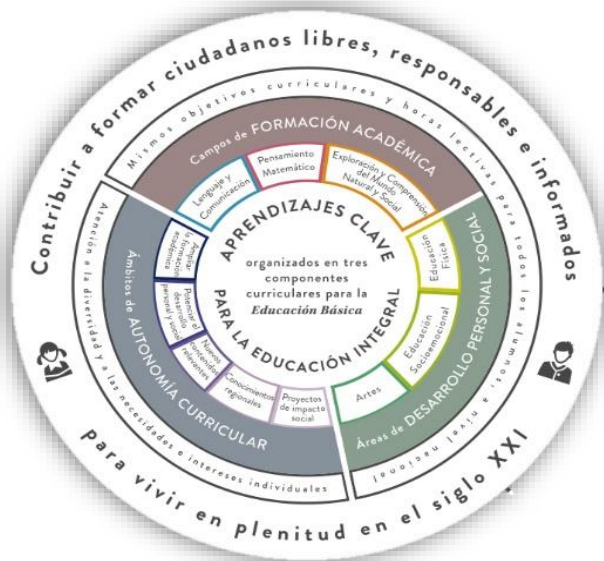 Contribuir a formar ciudadanos libres, responsables e informados
para vivir en plenitud en el siglo XXI
Mismos objetivos curriculares y horas lectivas para todos los alumnos, a nivel nacional
Atención a la diversidad y a las necesidades e intereses individuales
Campos de FORMACIÓN ACADÉMICA
Lenguaje y
Comunicación
Pensamiento
Matemático
Exploración y Comprensión
del Mundo
Natural y Social
Áreas de DESARROLLO PERSONAL Y SOCIAL
Educación
Física
Educación
Socioemocional
Artes
Ámbitos de AUTONOMÍA CURRICULAR
Ampliar
la formación
académica
Potenciar el
desarrollo
personal y social
Nuevos
contenidos
relevantes
Conocimientos
regionales
Proyectos
de impacto
social
APRENDIZAJES CLAVE
organizados en tres
componentes
curriculares para la
Educación Básica
PARA LA EDUCACIÓN INTEGRAL